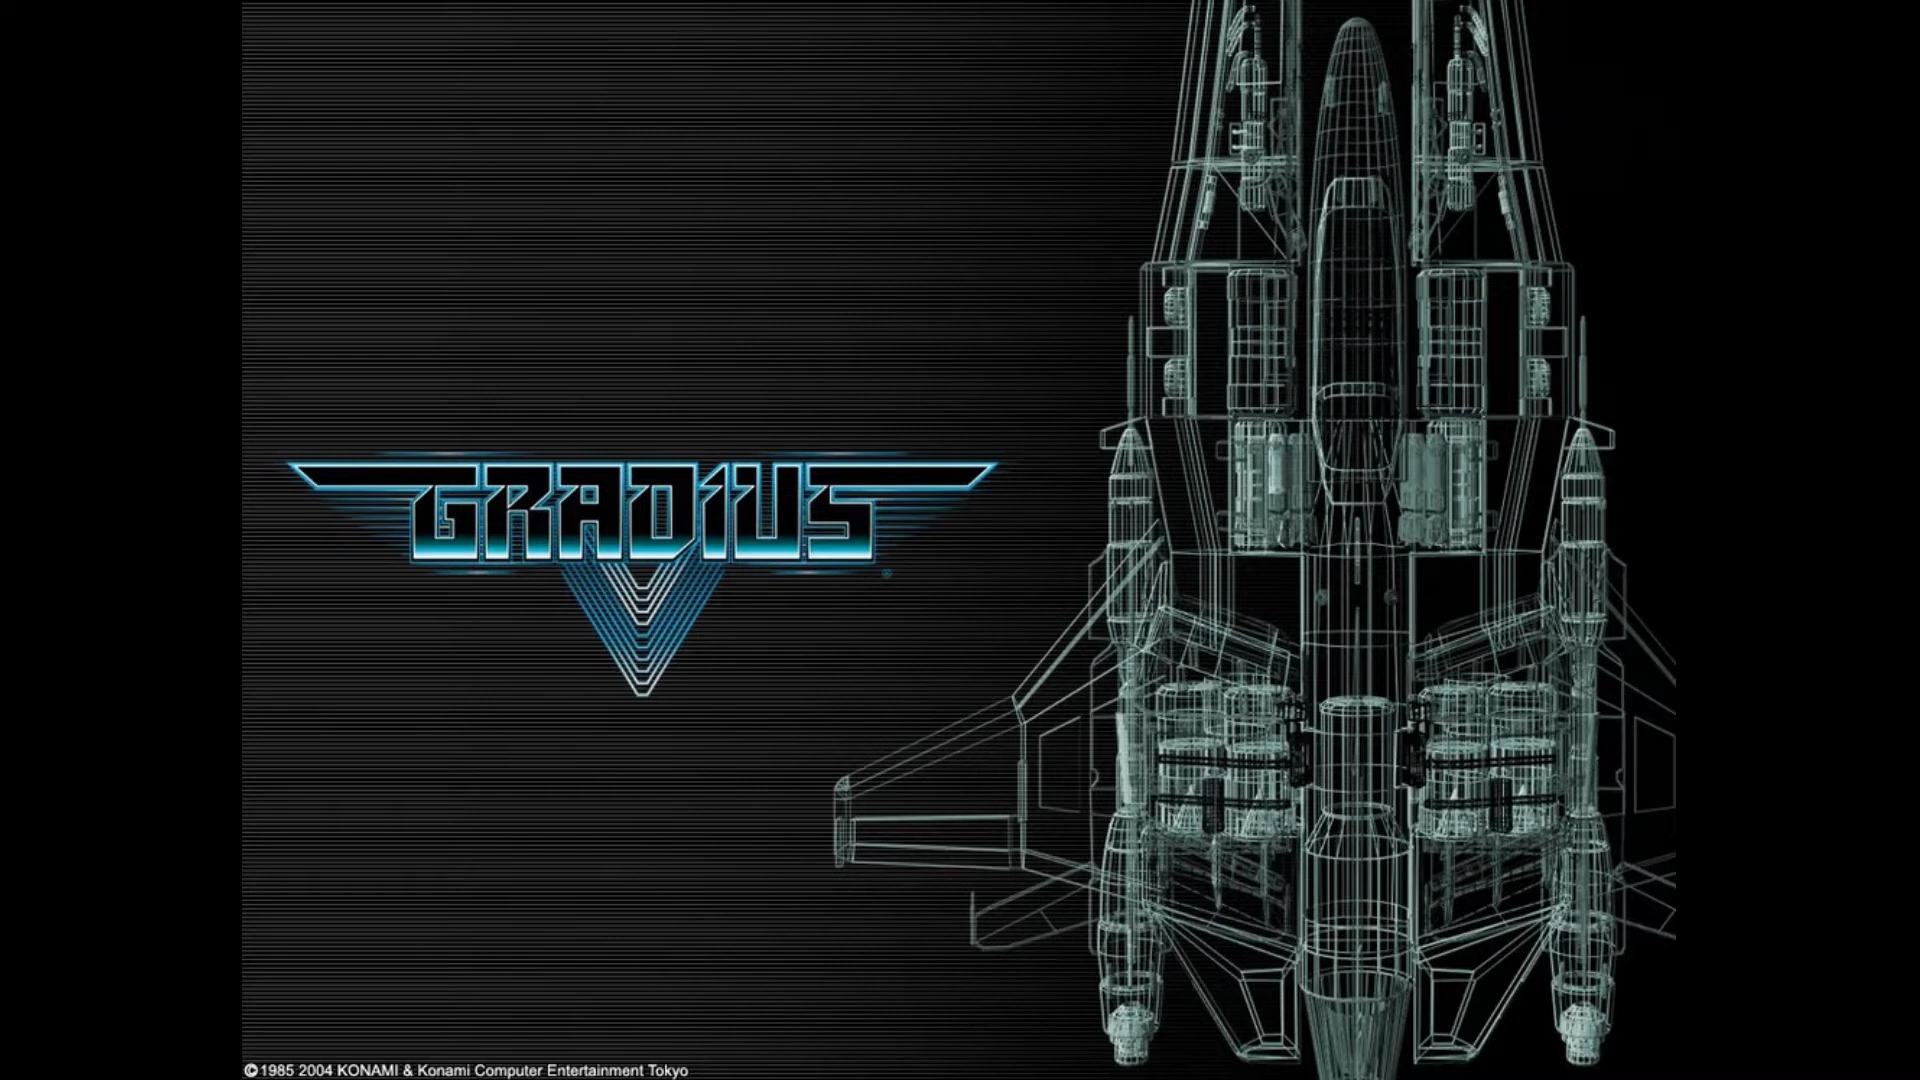 GRADIUS
V
®
© 1985 2004 KONAMI & Konami Computer Entertainment Tokyo